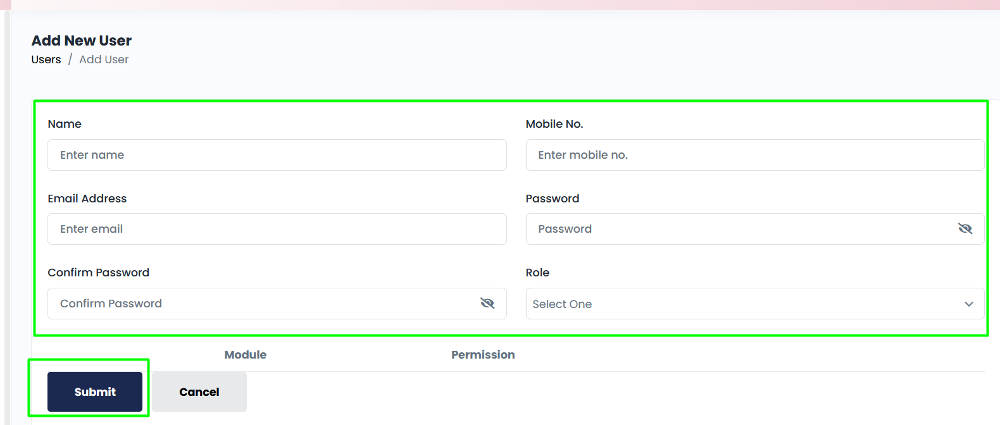 Add New User
Users / Add User
Name
Mobile No.
Enter name
Enter mobile no.
Email Address
Password
Enter email
Password
Confirm Password
Role
Confirm Password
Select One
Module
Permission
Submit
Cancel